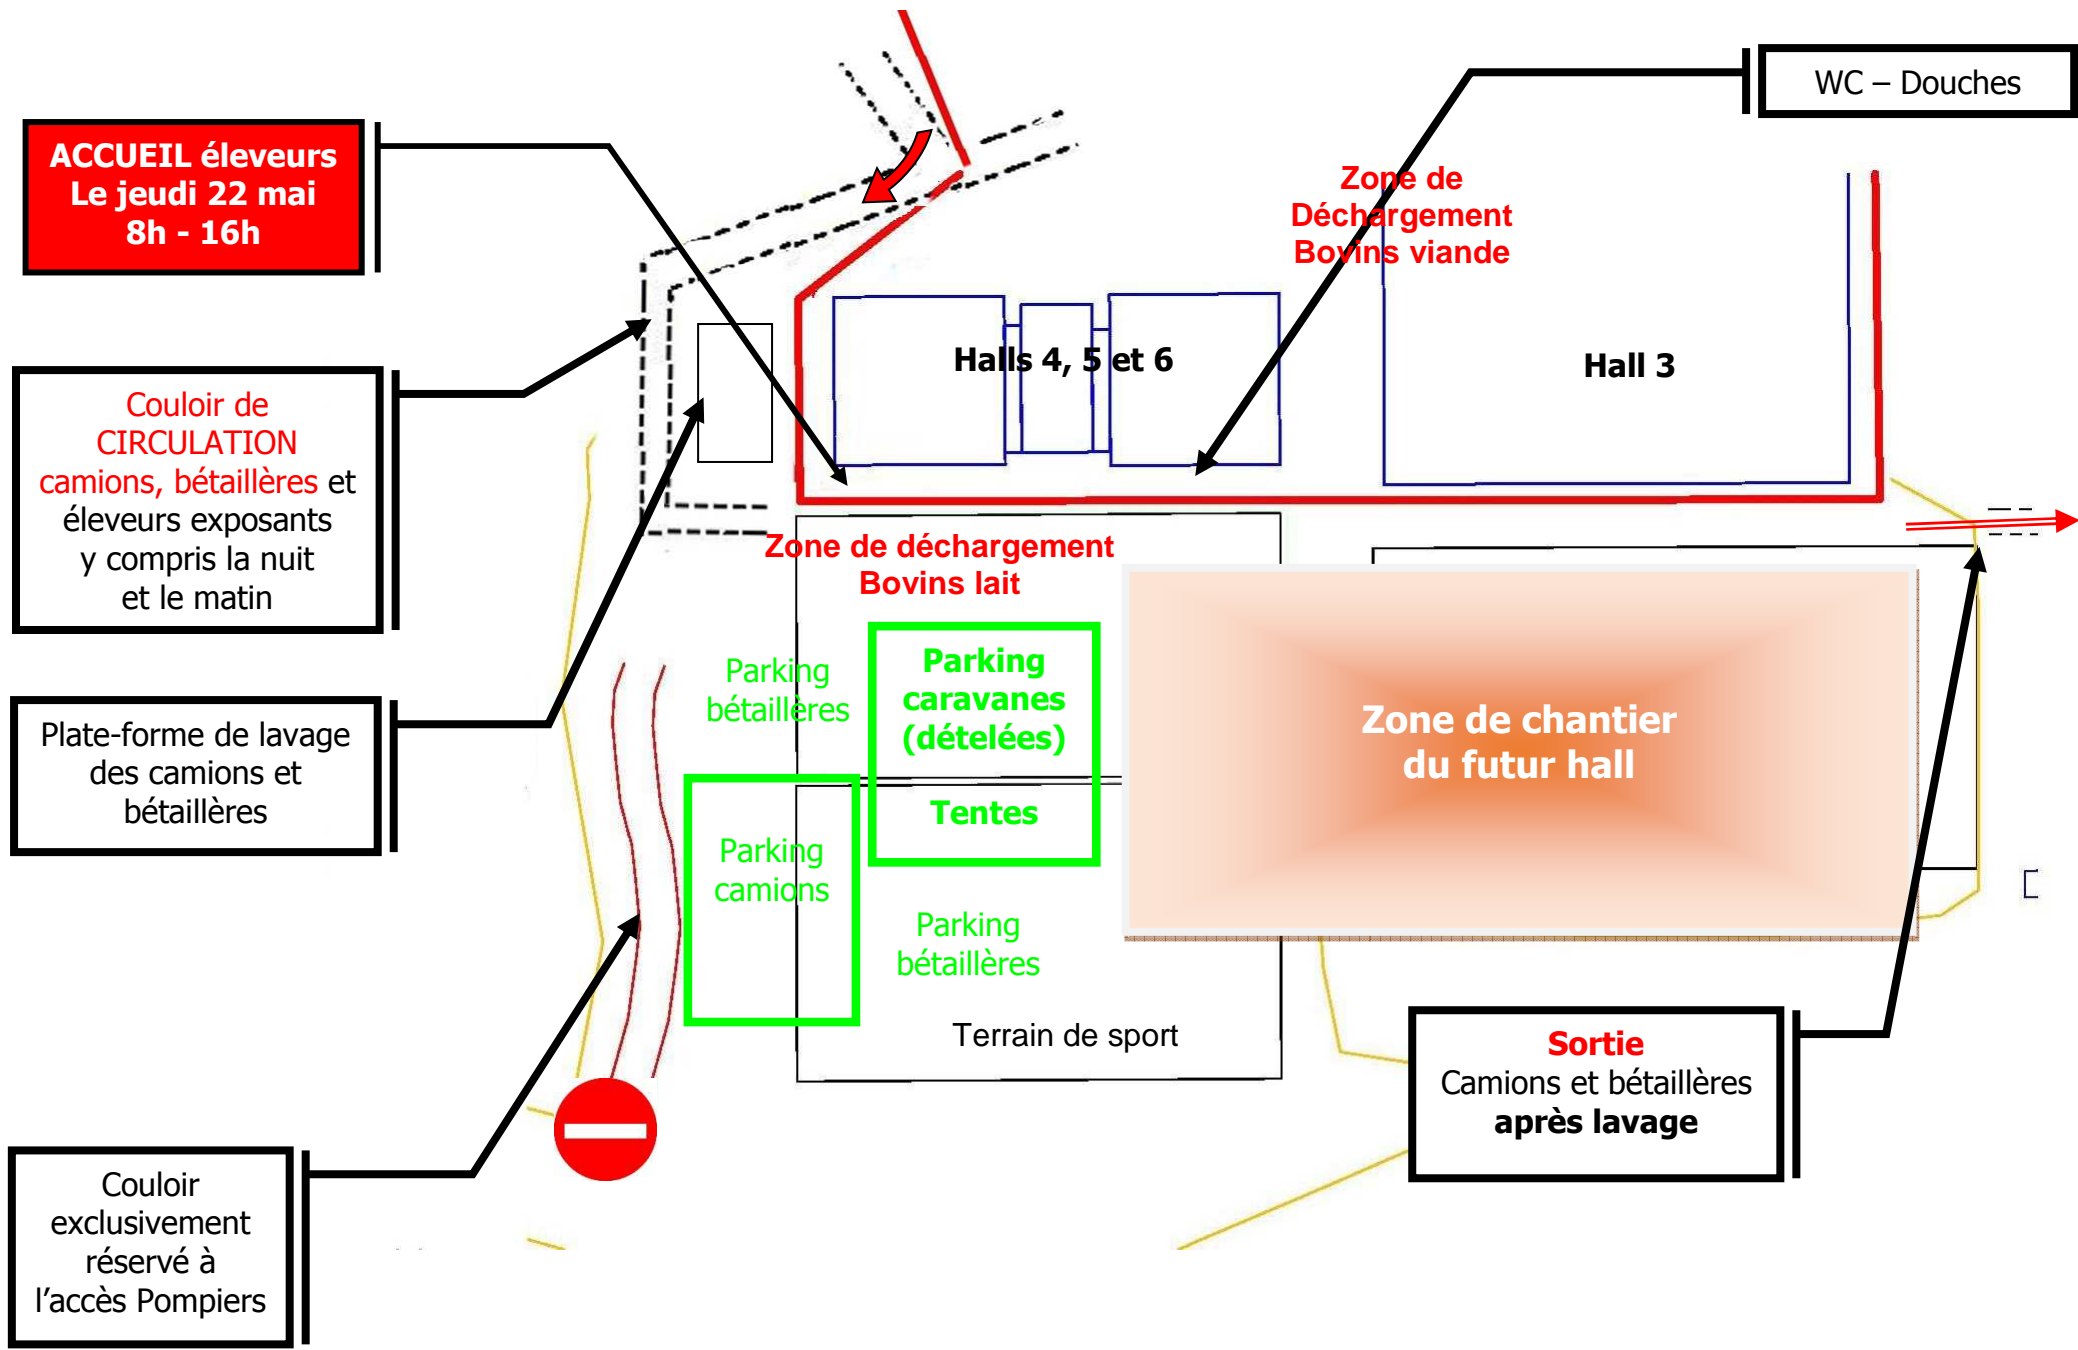 WC – Douches
ACCUEIL éleveurs
Le jeudi 22 mai
8h - 16h
Zone de
Déchargement
Bovins viande
Halls 4, 5 et 6
Hall 3
Couloir de
CIRCULATION
camions, bétaillères et
éleveurs exposants
y compris la nuit
et le matin
Zone de déchargement
Bovins lait
Parking
bétaillères
Parking
caravanes
(dételées)
Tentes
Zone de chantier
du futur hall
Plate-forme de lavage
des camions et
bétaillères
Parking
camions
Parking
bétaillères
Terrain de sport
Sortie
Camions et bétaillères
après lavage
Couloir
exclusivement
réservé à
l'accès Pompiers